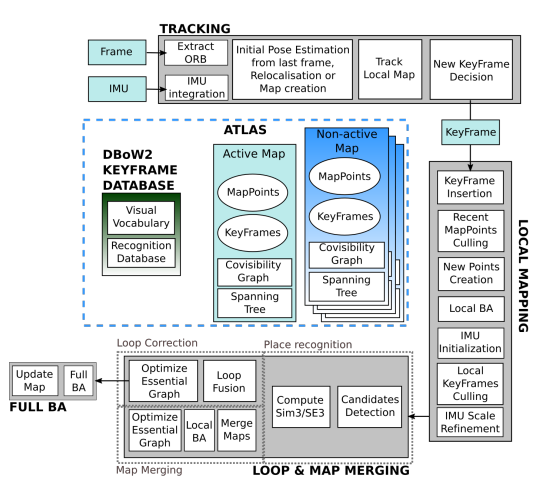 TRACKING
Frame
IMU
Extract
ORB
IMU
integration
Initial Pose Estimation
from last frame,
Relocalisation or
Map creation
Track
Local Map
New KeyFrame
Decision
KeyFrame
ATLAS
DBoW2
KEYFRAME
DATABASE
Visual
Vocabulary
Recognition
Database
Active Map
MapPoints
KeyFrames
Covisibility
Graph
Spanning
Tree
Non-active
Map
MapPoints
KeyFrames
Covisibility
Graph
Spanning
Tree
LOCAL MAPPING
KeyFrame
Insertion
Recent
MapPoints
Culling
New Points
Creation
Local BA
IMU
Initialization
Local
KeyFrames
Culling
IMU Scale
Refinement
Loop Correction
Place recognition
Optimize
Essential
Graph
Loop
Fusion
Compute
Sim3/SE3
Candidates
Detection
Optimize
Essential
Graph
Local
BA
Merge
Maps
Map Merging
LOOP & MAP MERGING
Update
Map
Full
BA
FULL BA